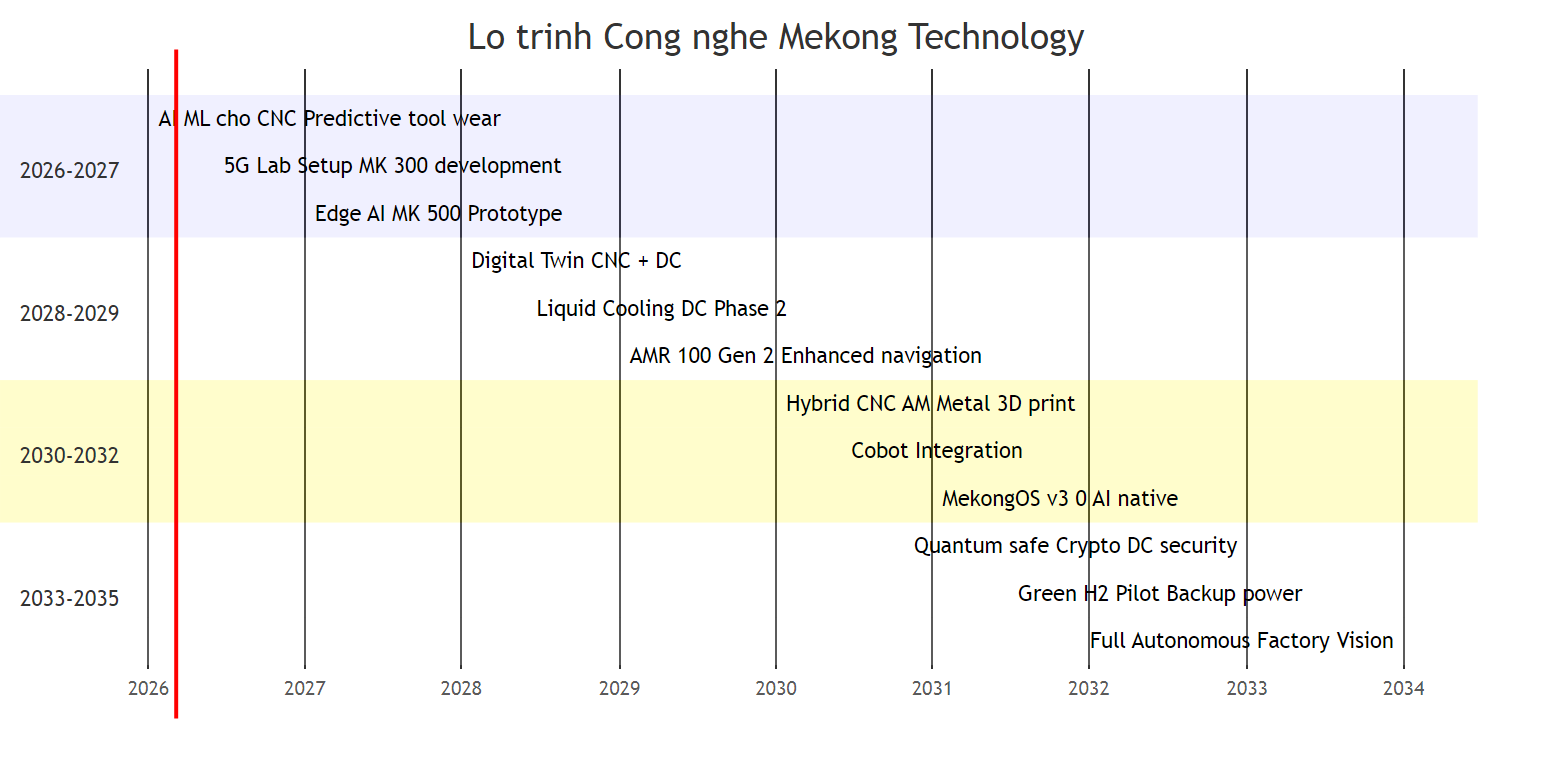 Lo trinh Cong nghe Mekong Technology
2026-2027
AI ML cho CNC Predictive tool wear
5G Lab Setup MK 300 development
Edge AI MK 500 Prototype
2028-2029
Digital Twin CNC + DC
Liquid Cooling DC Phase 2
AMR 100 Gen 2 Enhanced navigation
2030-2032
Hybrid CNC AM Metal 3D print
Cobot Integration
MekongOS v3 0 AI native
2033-2035
Quantum safe Crypto DC security
Green H2 Pilot Backup power
Full Autonomous Factory Vision
2026 2027 2028 2029 2030 2031 2032 2033 2034